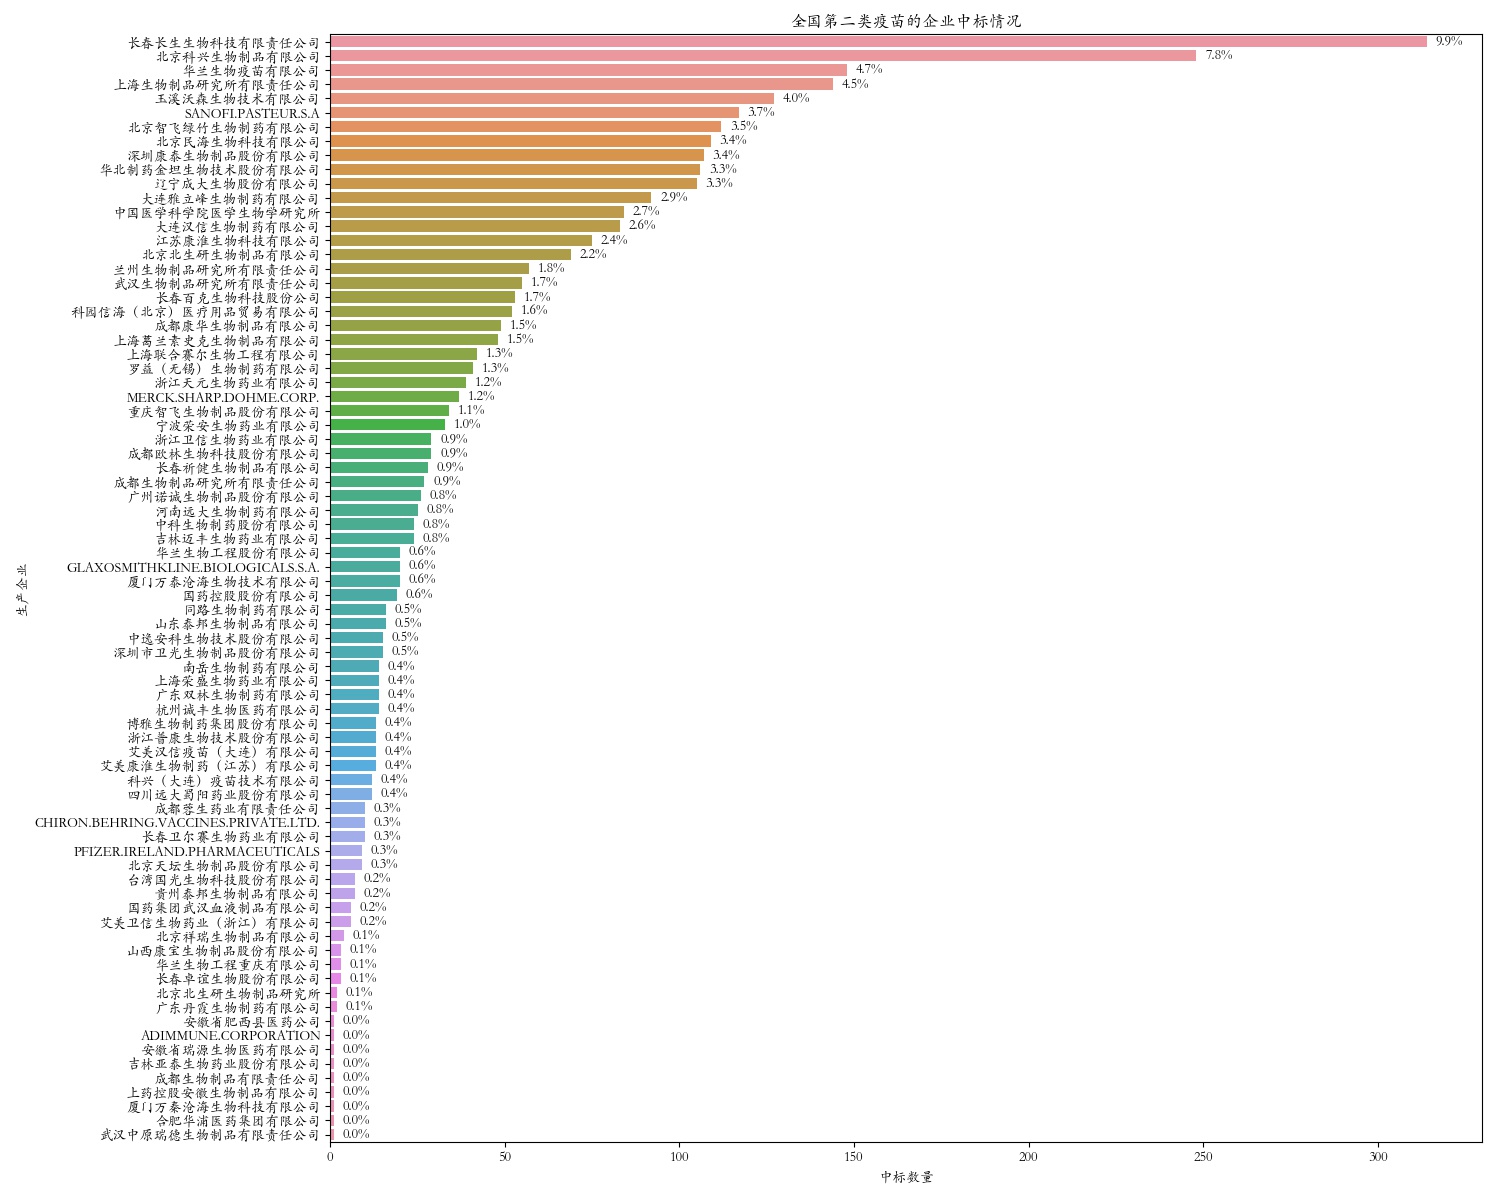 全国第二类疫苗的企业中标情况
长春长生生物科技有限责任公司 9.9%
北京科兴生物制品有限公司 7.8%
华兰生物疫苗有限公司 4.7%
上海生物制品研究所有限责任公司 4.5%
玉溪沃森生物技术有限公司 4.0%
SANOFI.PASTEUR.S.A 3.7%
北京智飞绿竹生物制药有限公司 3.5%
北京民海生物科技有限公司 3.4%
深圳康泰生物制品股份有限公司 3.4%
华北制药金坦生物技术股份有限公司 3.3%
辽宁成大生物股份有限公司 3.3%
大连雅立峰生物制药有限公司 2.9%
中国医学科学院医学生物学研究所 2.7%
大连汉信生物制药有限公司 2.6%
江苏康淮生物科技有限公司 2.4%
北京北生研生物制品有限公司 2.2%
兰州生物制品研究所有限责任公司 1.8%
武汉生物制品研究所有限责任公司 1.7%
长春百克生物科技股份公司 1.7%
科园信海（北京）医疗用品贸易有限公司 1.6%
成都康华生物制品有限公司 1.5%
上海葛兰素史克生物制品有限公司 1.5%
上海联合赛尔生物工程有限公司 1.3%
罗益（无锡）生物制药有限公司 1.3%
浙江天元生物药业有限公司 1.2%
MERCK.SHARP.DOHME.CORP. 1.2%
重庆智飞生物制品股份有限公司 1.1%
宁波荣安生物药业有限公司 1.0%
浙江卫信生物药业有限公司 0.9%
成都欧林生物科技股份有限公司 0.9%
长春祈健生物制品有限公司 0.9%
成都生物制品研究所有限责任公司 0.9%
广州诺诚生物制品股份有限公司 0.8%
河南远大生物制药有限公司 0.8%
中科生物制药股份有限公司 0.8%
吉林迈丰生物药业有限公司 0.8%
华兰生物工程股份有限公司 0.6%
GLAXOSMITHKLINE.BIOLOGICALS.S.A. 0.6%
厦门万泰沧海生物技术有限公司 0.6%
国药控股股份有限公司 0.6%
同路生物制药有限公司 0.5%
山东泰邦生物制品有限公司 0.5%
中逸安科生物技术股份有限公司 0.5%
深圳市卫光生物制品股份有限公司 0.5%
南岳生物制药有限公司 0.4%
上海荣盛生物药业有限公司 0.4%
广东双林生物制药有限公司 0.4%
杭州诚丰生物医药有限公司 0.4%
博雅生物制药集团股份有限公司 0.4%
浙江普康生物技术股份有限公司 0.4%
艾美汉信疫苗（大连）有限公司 0.4%
艾美康淮生物制药（江苏）有限公司 0.4%
科兴（大连）疫苗技术有限公司 0.4%
四川远大蜀阳药业股份有限公司 0.4%
成都蓉生药业有限责任公司 0.3%
CHIRON.BEHRING.VACCINES.PRIVATE.LTD. 0.3%
长春卫尔赛生物药业有限公司 0.3%
PFIZER.IRELAND.PHARMACEUTICALS 0.3%
北京天坛生物制品股份有限公司 0.3%
台湾国光生物科技股份有限公司 0.2%
贵州泰邦生物制品有限公司 0.2%
国药集团武汉血液制品有限公司 0.2%
艾美卫信生物药业（浙江）有限公司 0.2%
北京祥瑞生物制品有限公司 0.1%
山西康宝生物制品股份有限公司 0.1%
华兰生物工程重庆有限公司 0.1%
长春卓谊生物股份有限公司 0.1%
北京北生研生物制品研究所 0.1%
广东丹霞生物制药有限公司 0.1%
安徽省肥西县医药公司 0.0%
ADIMMUNE.CORPORATION 0.0%
安徽省瑞源生物医药有限公司 0.0%
吉林亚泰生物药业股份有限公司 0.0%
成都生物制品有限责任公司 0.0%
上药控股安徽生物制品有限公司 0.0%
厦门万泰沧海生物科技有限公司 0.0%
合肥华浦医药集团有限公司 0.0%
武汉中原瑞德生物制品有限责任公司 0.0%
生产企业
0 50 100 150 200 250 300
中标数量